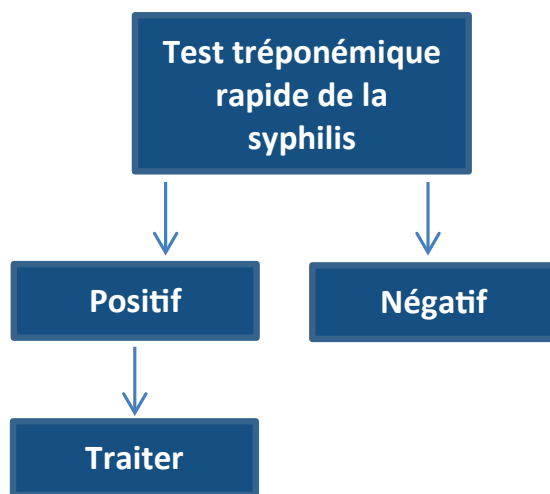 Test tréponémique
rapide de la
syphilis
Positif
Négatif
Traiter